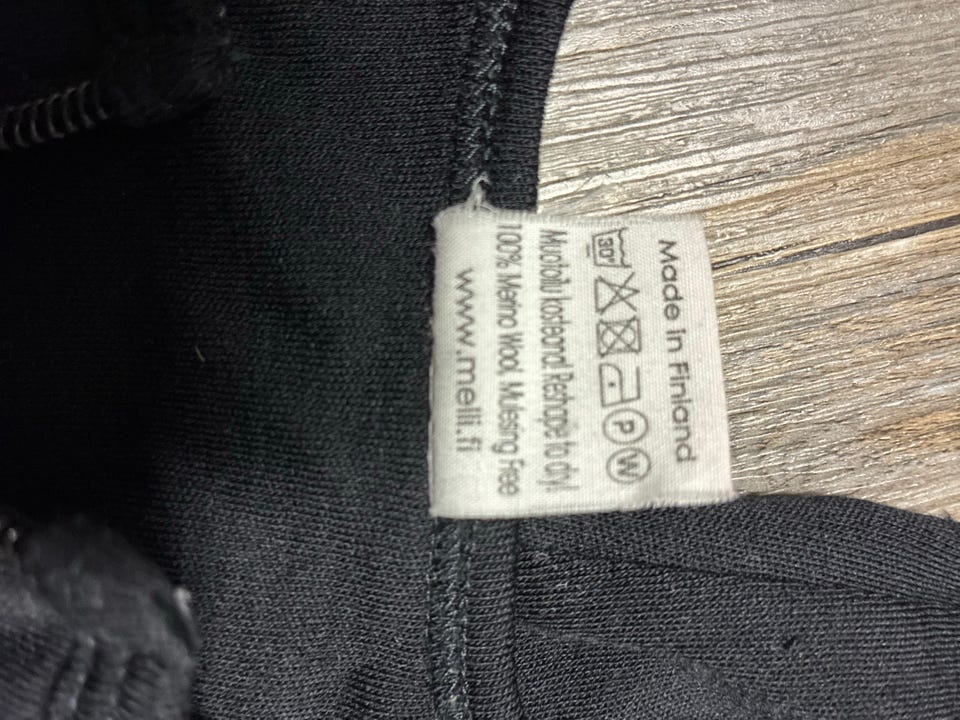 Made in Finland
30° P W
Muotoilu kosteana! Reshape to dry!
100% Merino Wool, Mulesing Free
www.melli.fi